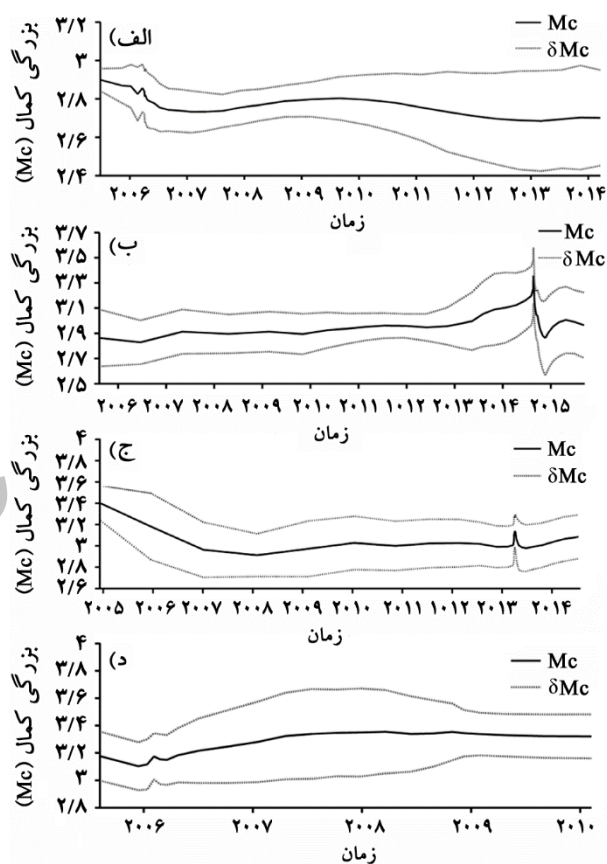 الف)
Mc
δMc
بزرگی کمال (Mc)
۳/۲
۳
۲/۸
۲/۶
۲/۴
۲۰۰۶ ۲۰۰۷ ۲۰۰۸ ۲۰۰۹ ۲۰۱۰ ۲۰۱۱ ۱۰۱۲ ۲۰۱۳ ۲۰۱۴
زمان
ب)
Mc
δMc
بزرگی کمال (Mc)
۳/۷
۳/۵
۳/۳
۳/۱
۲/۹
۲/۷
۲/۵
۲۰۰۶ ۲۰۰۷ ۲۰۰۸ ۲۰۰۹ ۲۰۱۰ ۲۰۱۱ ۱۰۱۲ ۲۰۱۳ ۲۰۱۴ ۲۰۱۵
زمان
ج)
Mc
δMc
بزرگی کمال (Mc)
۴
۳/۸
۳/۶
۳/۴
۳/۲
۳
۲/۸
۲/۶
۲۰۰۵ ۲۰۰۶ ۲۰۰۷ ۲۰۰۸ ۲۰۰۹ ۲۰۱۰ ۲۰۱۱ ۲۰۱۲ ۲۰۱۳ ۲۰۱۴
زمان
د)
Mc
δMc
بزرگی کمال (Mc)
۴
۳/۸
۳/۶
۳/۴
۳/۲
۳
۲/۸
۲۰۰۶ ۲۰۰۷ ۲۰۰۸ ۲۰۰۹ ۲۰۱۰
زمان